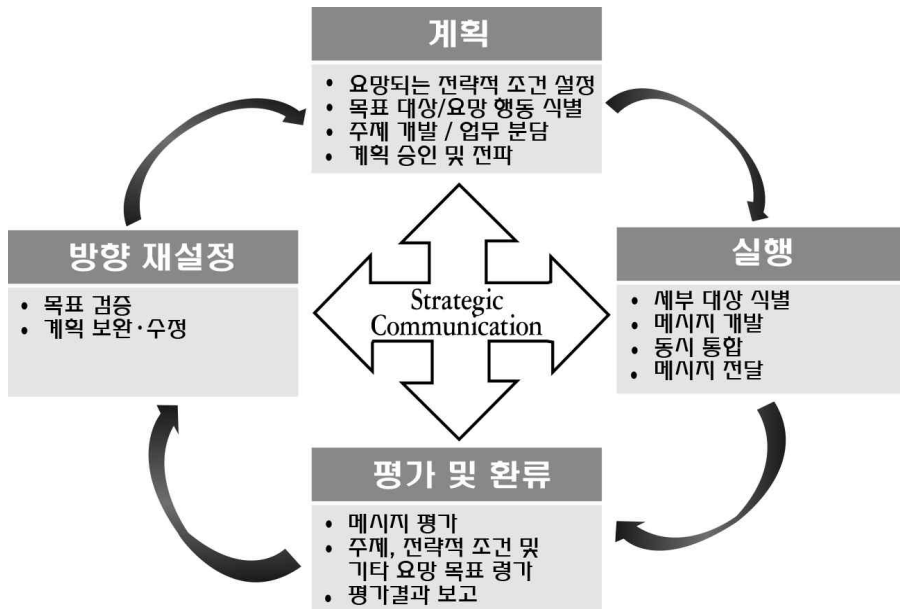 계획
• 요망되는 전략적 조건 설정
• 목표 대상/요망 행동 식별
• 주제 개발 / 업무 분담
• 계획 승인 및 전파
방향 재설정
• 목표 검증
• 계획 보완·수정
Strategic
Communication
실행
• 세부 대상 식별
• 메시지 개발
• 동시 통합
• 메시지 전달
평가 및 환류
• 메시지 평가
• 주제, 전략적 조건 및
기타 요망 목표 령가
• 평가결과 보고